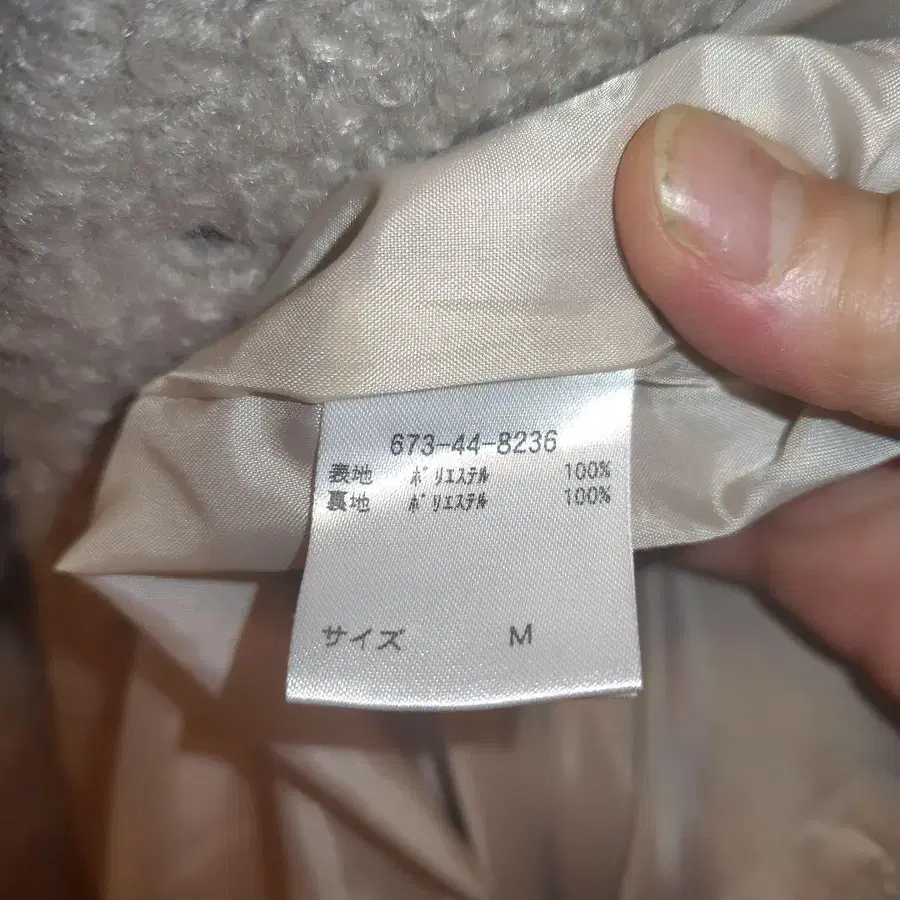 673-44-8236
表地 ﾎﾟﾘｴｽﾃﾙ 100%
裏地 ﾎﾟﾘｴｽﾃﾙ 100%
サイズ M